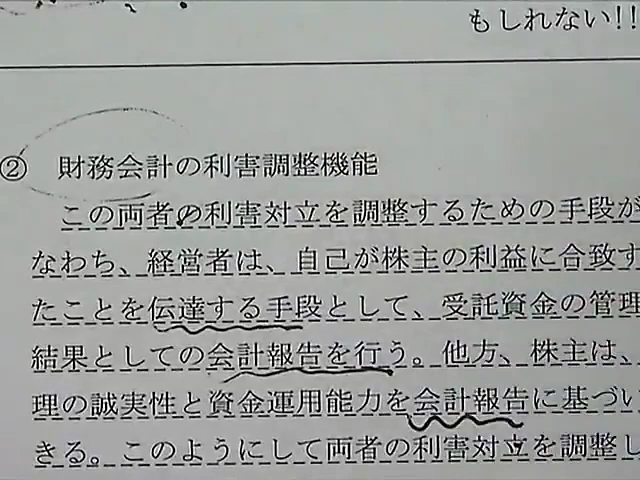 もしれない!!
② 財務会計の利害調整機能
この両者の利害対立を調整するための手段が
なわち、経営者は、自己が株主の利益に合致す
たことを伝達する手段として、受託資金の管理
結果としての会計報告を行う。他方、株主は、
理の誠実性と資金運用能力を会計報告に基づい
きる。このようにして両者の利害対立を調整し